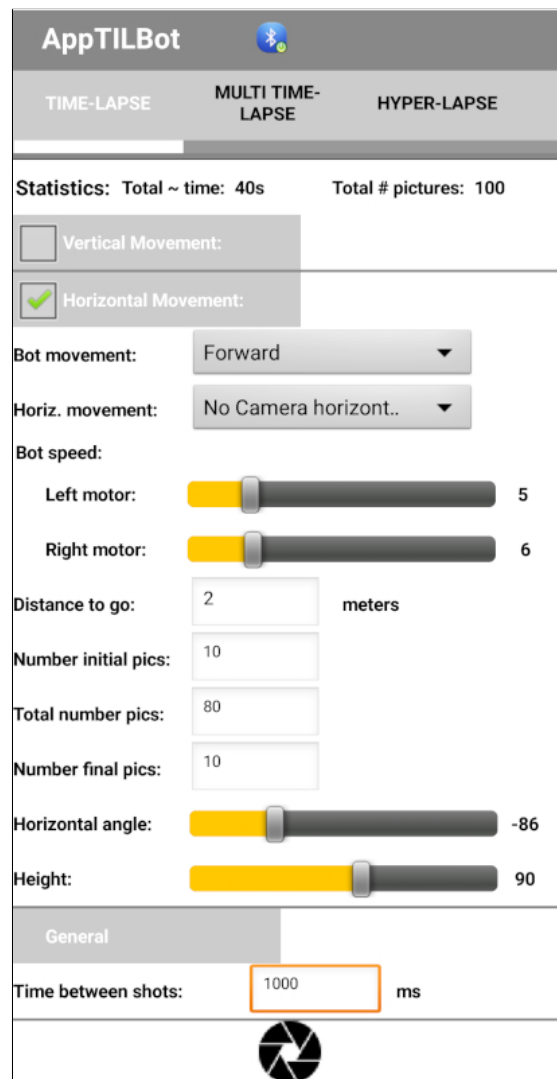 AppTILBot
TIME-LAPSE
MULTI TIME-
LAPSE
HYPER-LAPSE
Statistics: Total ~ time: 40s Total # pictures: 100
Vertical Movement:
Horizontal Movement:
Bot movement: Forward
Horiz. movement: No Camera horizont..
Bot speed:
Left motor: 5
Right motor: 6
Distance to go: 2 meters
Number initial pics: 10
Total number pics: 80
Number final pics: 10
Horizontal angle: -86
Height: 90
General
Time between shots: 1000 ms